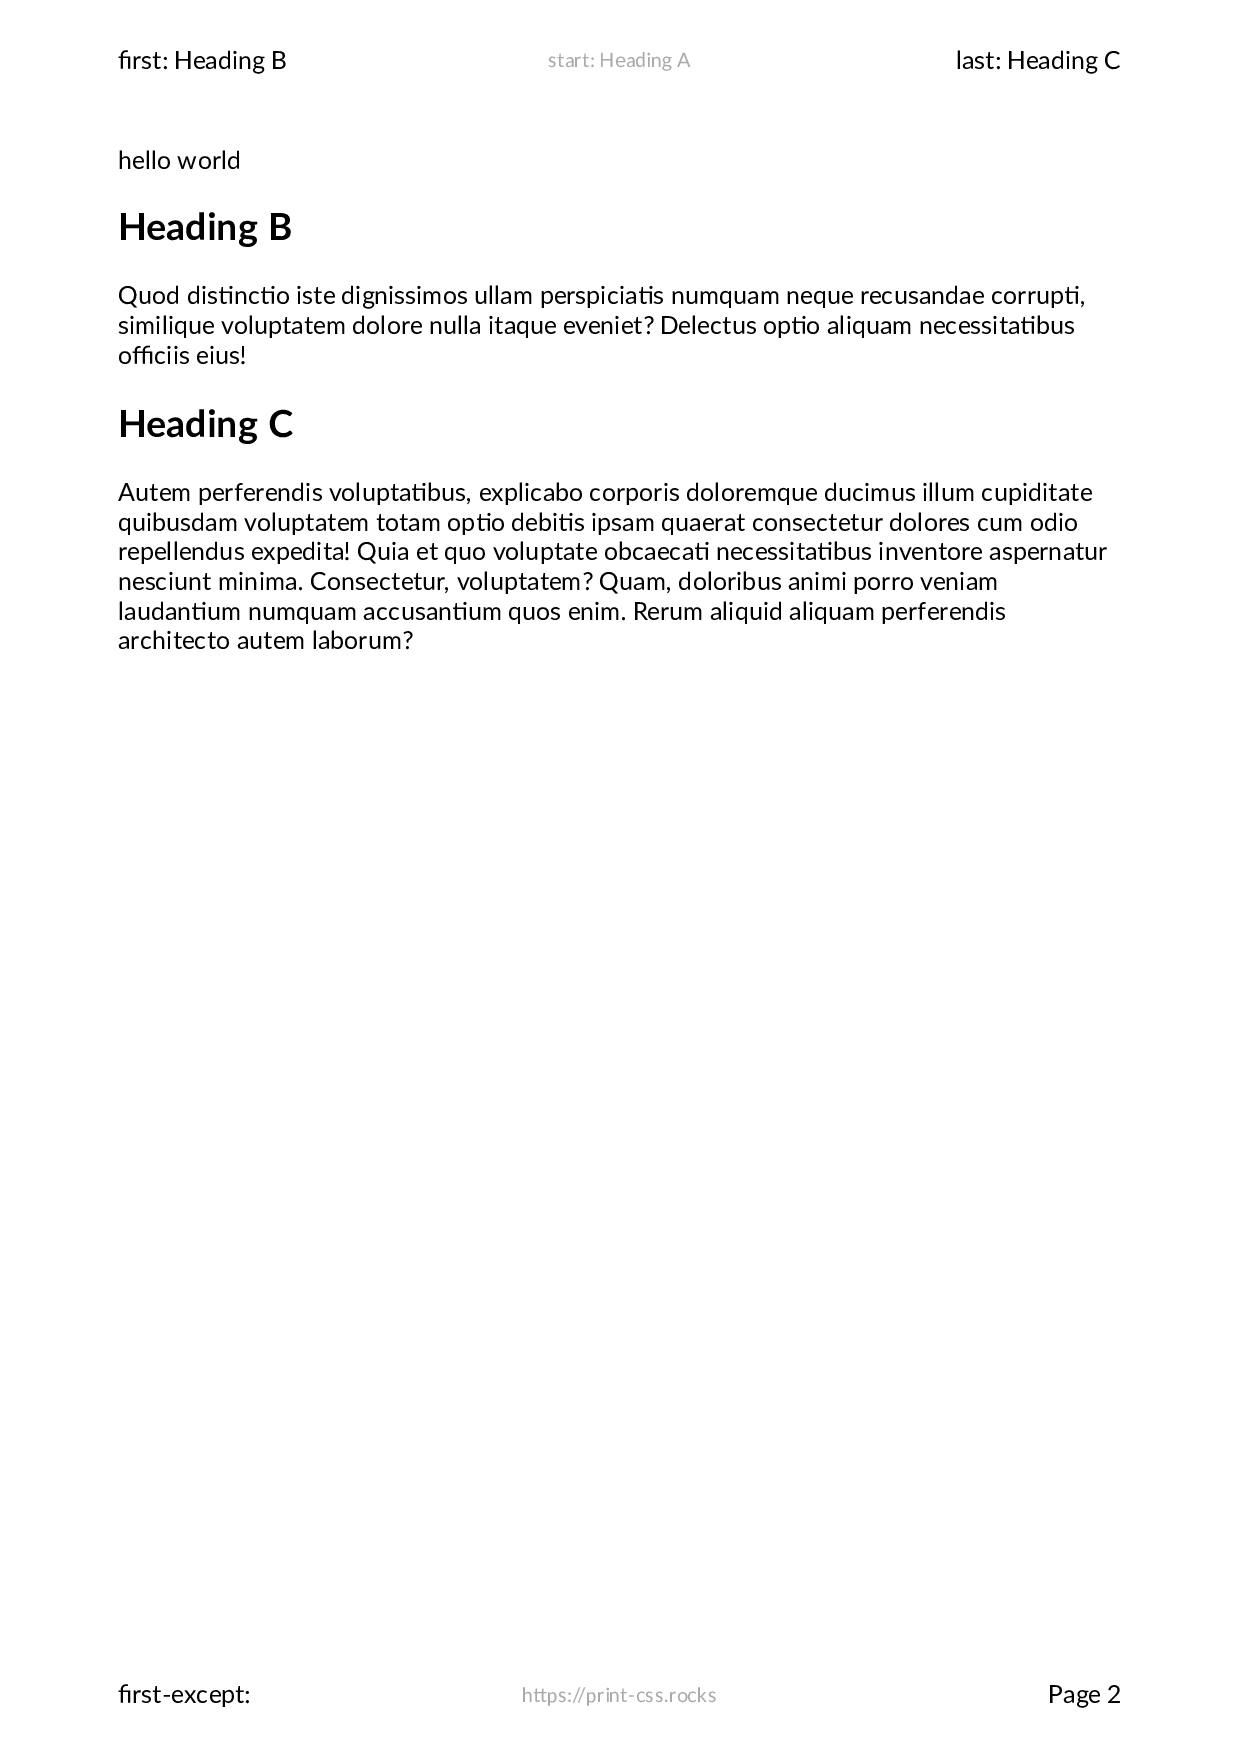 first: Heading B
start: Heading A
last: Heading C
hello world
Heading B
Quod distinctio iste dignissimos ullam perspiciatis numquam neque recusandae corrupti,
similique voluptatem dolore nulla itaque eveniet? Delectus optio aliquam necessitatibus
officiis eius!
Heading C
Autem perferendis voluptatibus, explicabo corporis doloremque ducimus illum cupiditate
quibusdam voluptatem totam optio debitis ipsam quaerat consectetur dolores cum odio
repellendus expedita! Quia et quo voluptate obcaecati necessitatibus inventore aspernatur
nesciunt minima. Consectetur, voluptatem? Quam, doloribus animi porro veniam
laudantium numquam accusantium quos enim. Rerum aliquid aliquam perferendis
architecto autem laborum?
first-except:
https://print-css.rocks
Page 2